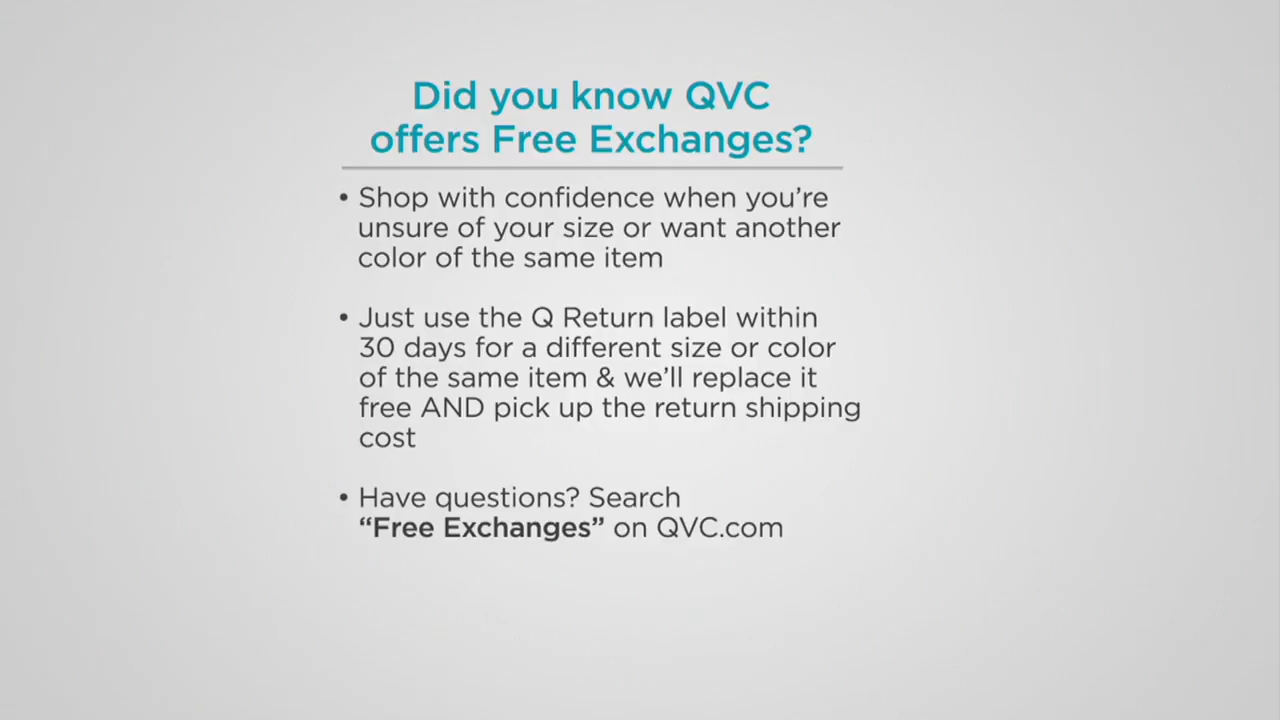 Did you know QVC
offers Free Exchanges?
• Shop with confidence when you’re
unsure of your size or want another
color of the same item
• Just use the Q Return label within
30 days for a different size or color
of the same item & we’ll replace it
free AND pick up the return shipping
cost
• Have questions? Search
“Free Exchanges” on QVC.com